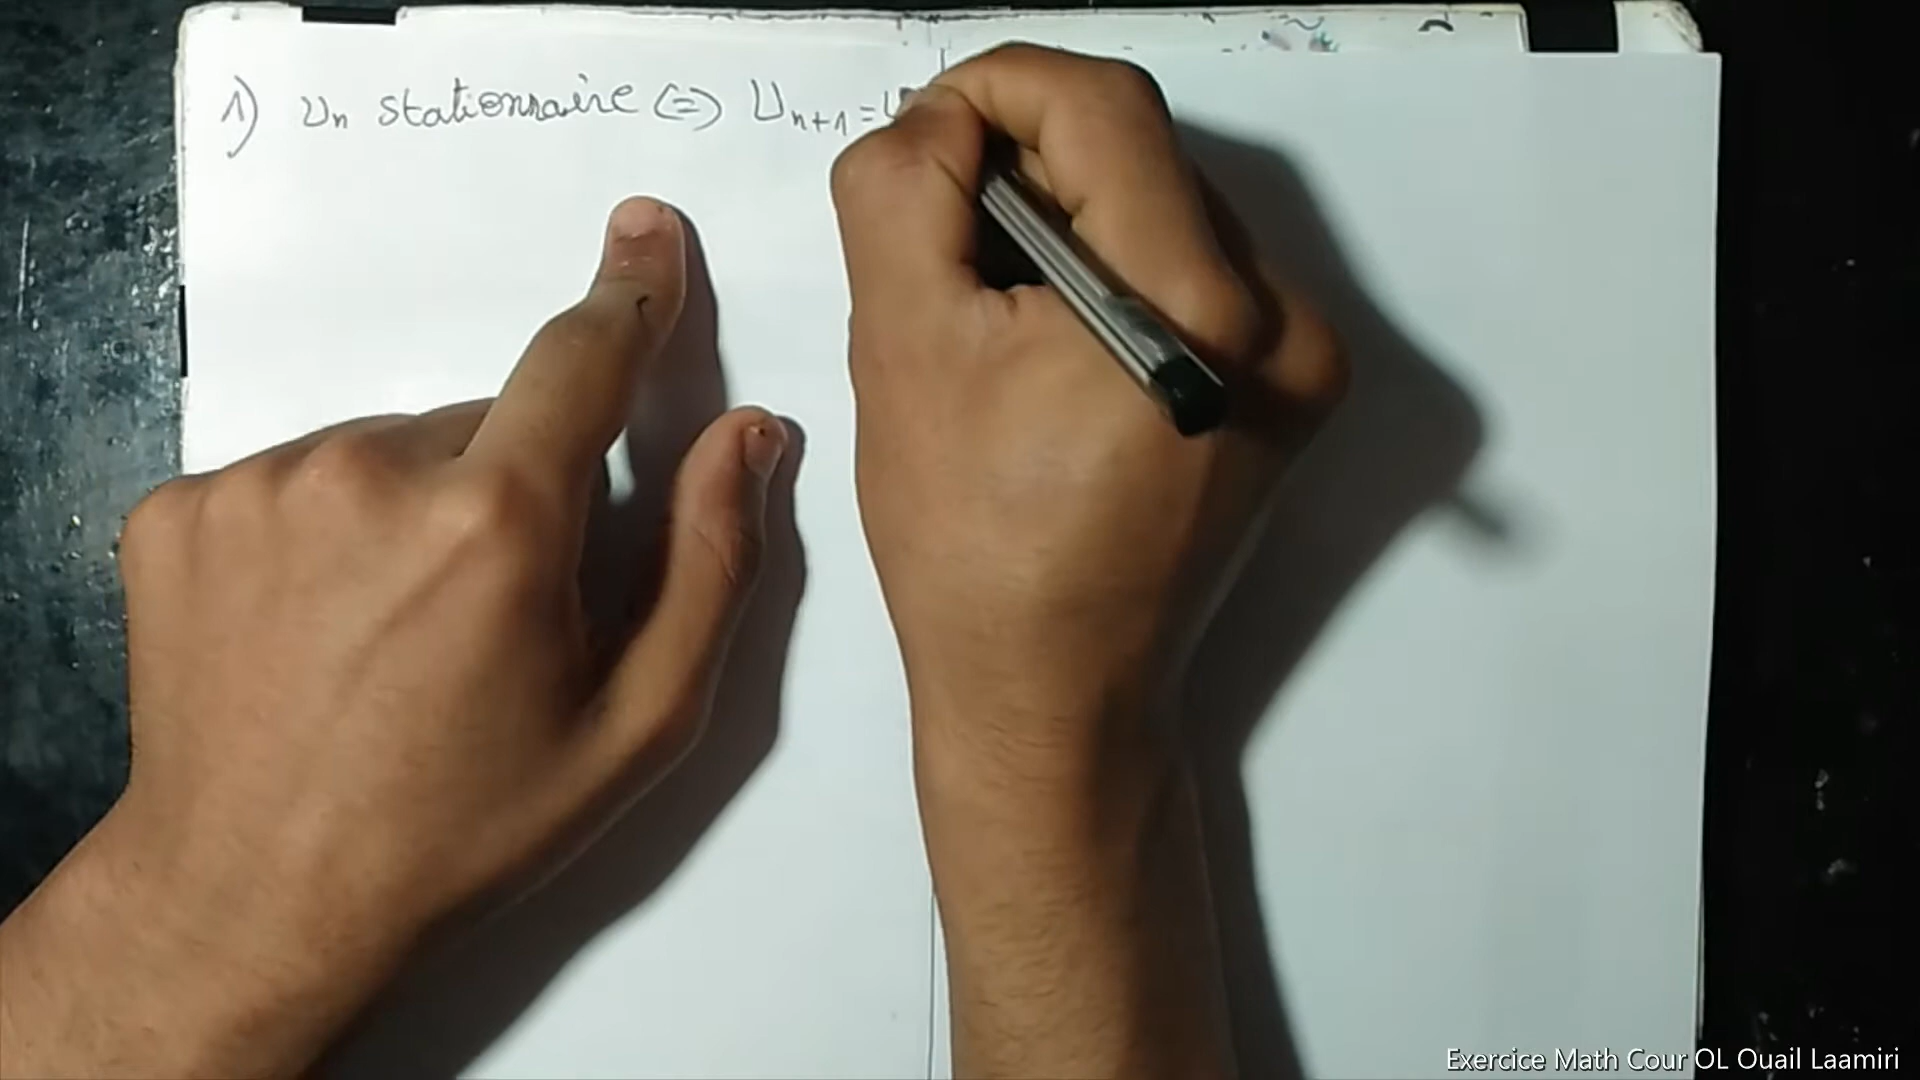 1) Un stationnaire (=) Un+1 = U
Exercice Math Cour OL Ouail Laamiri